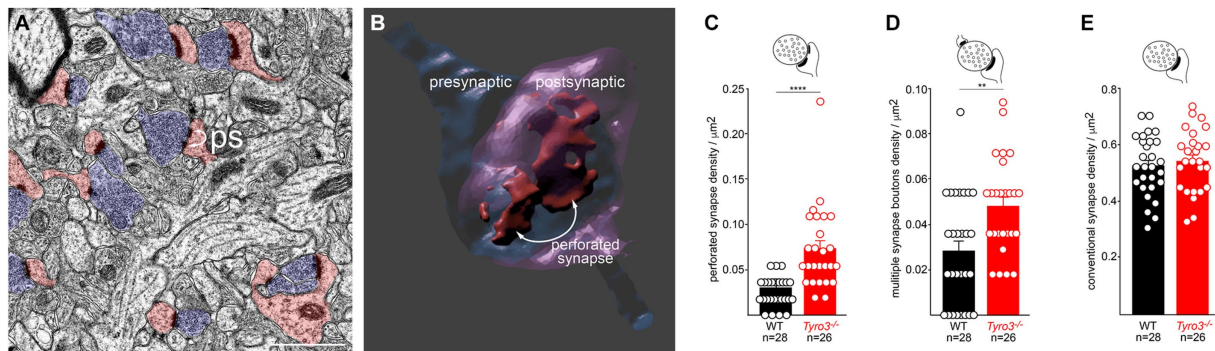 A
ps
B
presynaptic
postsynaptic
perforated
synapse
C
perforated synapse density / µm2
0.25
0.20
0.15
0.10
0.05
****
WT
n=28
Tyro3-/-
n=26
D
mulitiple synapse boutons density / µm2
0.10
0.08
0.06
0.04
0.02
**
WT
n=28
Tyro3-/-
n=26
E
conventional synapse density / µm2
0.8
0.6
0.4
0.2
WT
n=28
Tyro3-/-
n=26